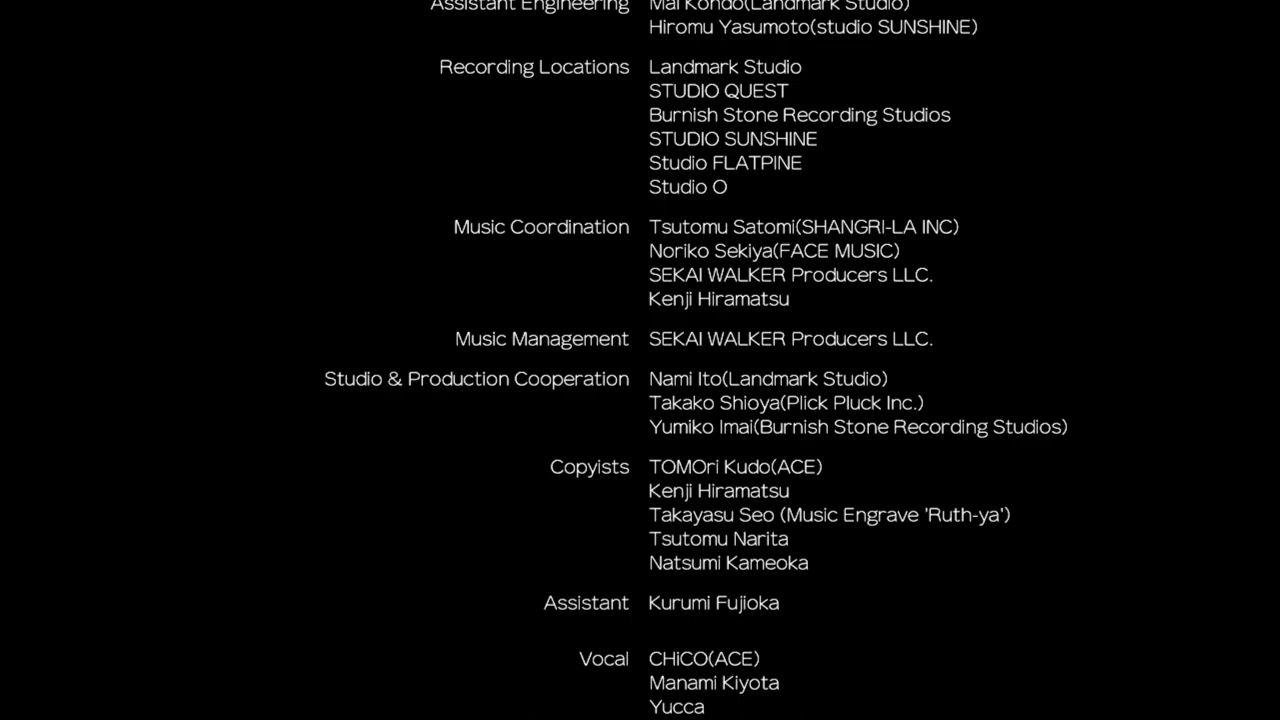 Assistant Engineering Mai Kondo(Landmark Studio)
Hiromu Yasumoto(studio SUNSHINE)
Recording Locations Landmark Studio
STUDIO QUEST
Burnish Stone Recording Studios
STUDIO SUNSHINE
Studio FLATPINE
Studio O
Music Coordination Tsutomu Satomi(SHANGRI-LA INC)
Noriko Sekiya(FACE MUSIC)
SEKAI WALKER Producers LLC.
Kenji Hiramatsu
Music Management SEKAI WALKER Producers LLC.
Studio & Production Cooperation Nami Ito(Landmark Studio)
Takako Shioya(Plick Pluck Inc.)
Yumiko Imai(Burnish Stone Recording Studios)
Copyists TOMOri Kudo(ACE)
Kenji Hiramatsu
Takayasu Seo (Music Engrave 'Ruth-ya')
Tsutomu Narita
Natsumi Kameoka
Assistant Kurumi Fujioka
Vocal CHiCO(ACE)
Manami Kiyota
Yucca